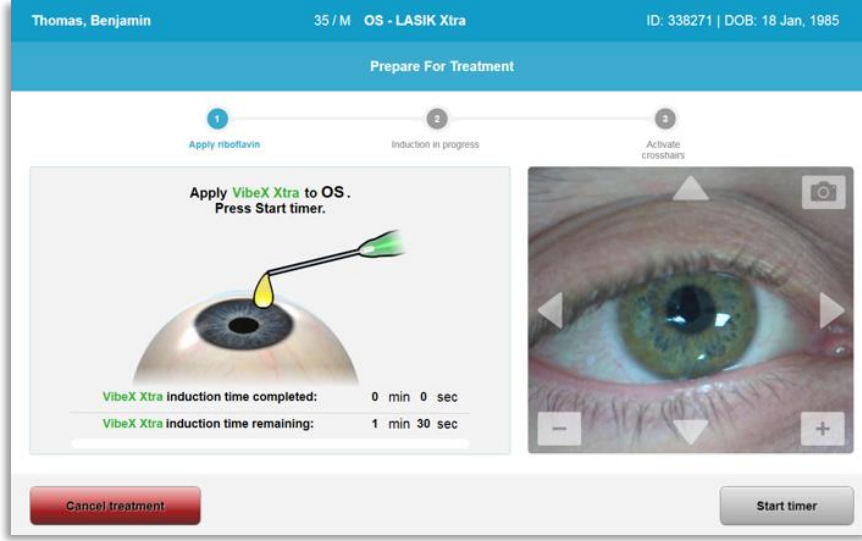 Thomas, Benjamin 35 / M OS - LASIK Xtra ID: 338271 | DOB: 18 Jan, 1985
Prepare For Treatment
1 2 3
Apply riboflavin Induction in progress Activate
crosshairs
Apply VibeX Xtra to OS.
Press Start timer.
VibeX Xtra induction time completed: 0 min 0 sec
VibeX Xtra induction time remaining: 1 min 30 sec
Cancel treatment Start timer